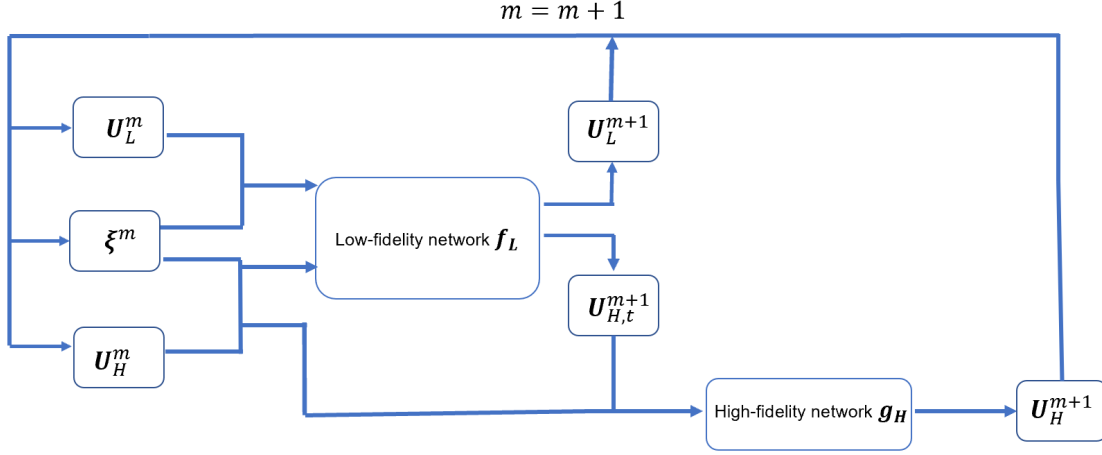 m = m + 1
U_L^m
U_L^{m+1}
ξ^m
Low-fidelity network f_L
U_{H,t}^{m+1}
U_H^m
High-fidelity network g_H
U_H^{m+1}